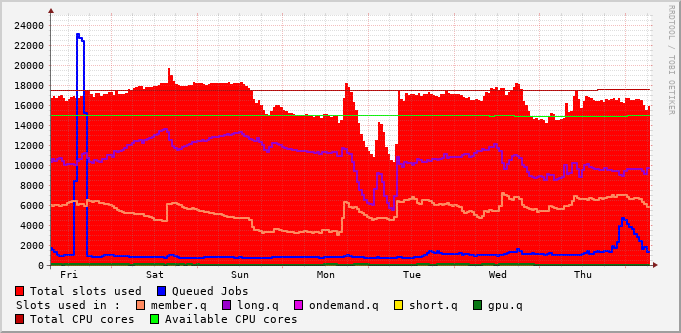 RRDTOOL / TOBI OETIKER
24000
22000
20000
18000
16000
14000
12000
10000
8000
6000
4000
2000
0
Fri Sat Sun Mon Tue Wed Thu
Total slots used Queued Jobs
Slots used in : member.q long.q ondemand.q short.q gpu.q
Total CPU cores Available CPU cores